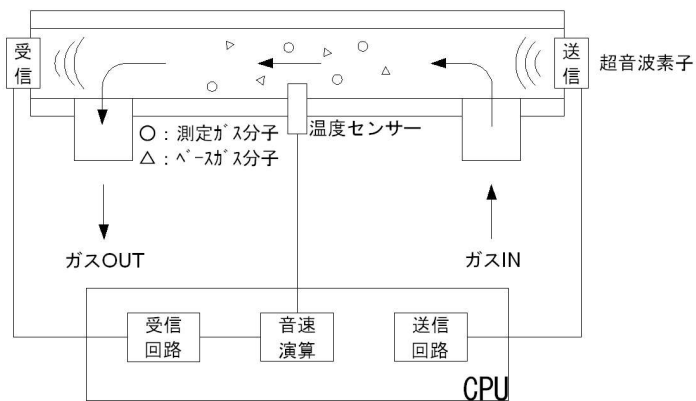 受
信
送
信
超音波素子
温度センサー
○：測定ｶﾞｽ分子
△：ﾍﾞｰｽｶﾞｽ分子
ガスOUT
ガスIN
受信
回路
音速
演算
送信
回路
CPU